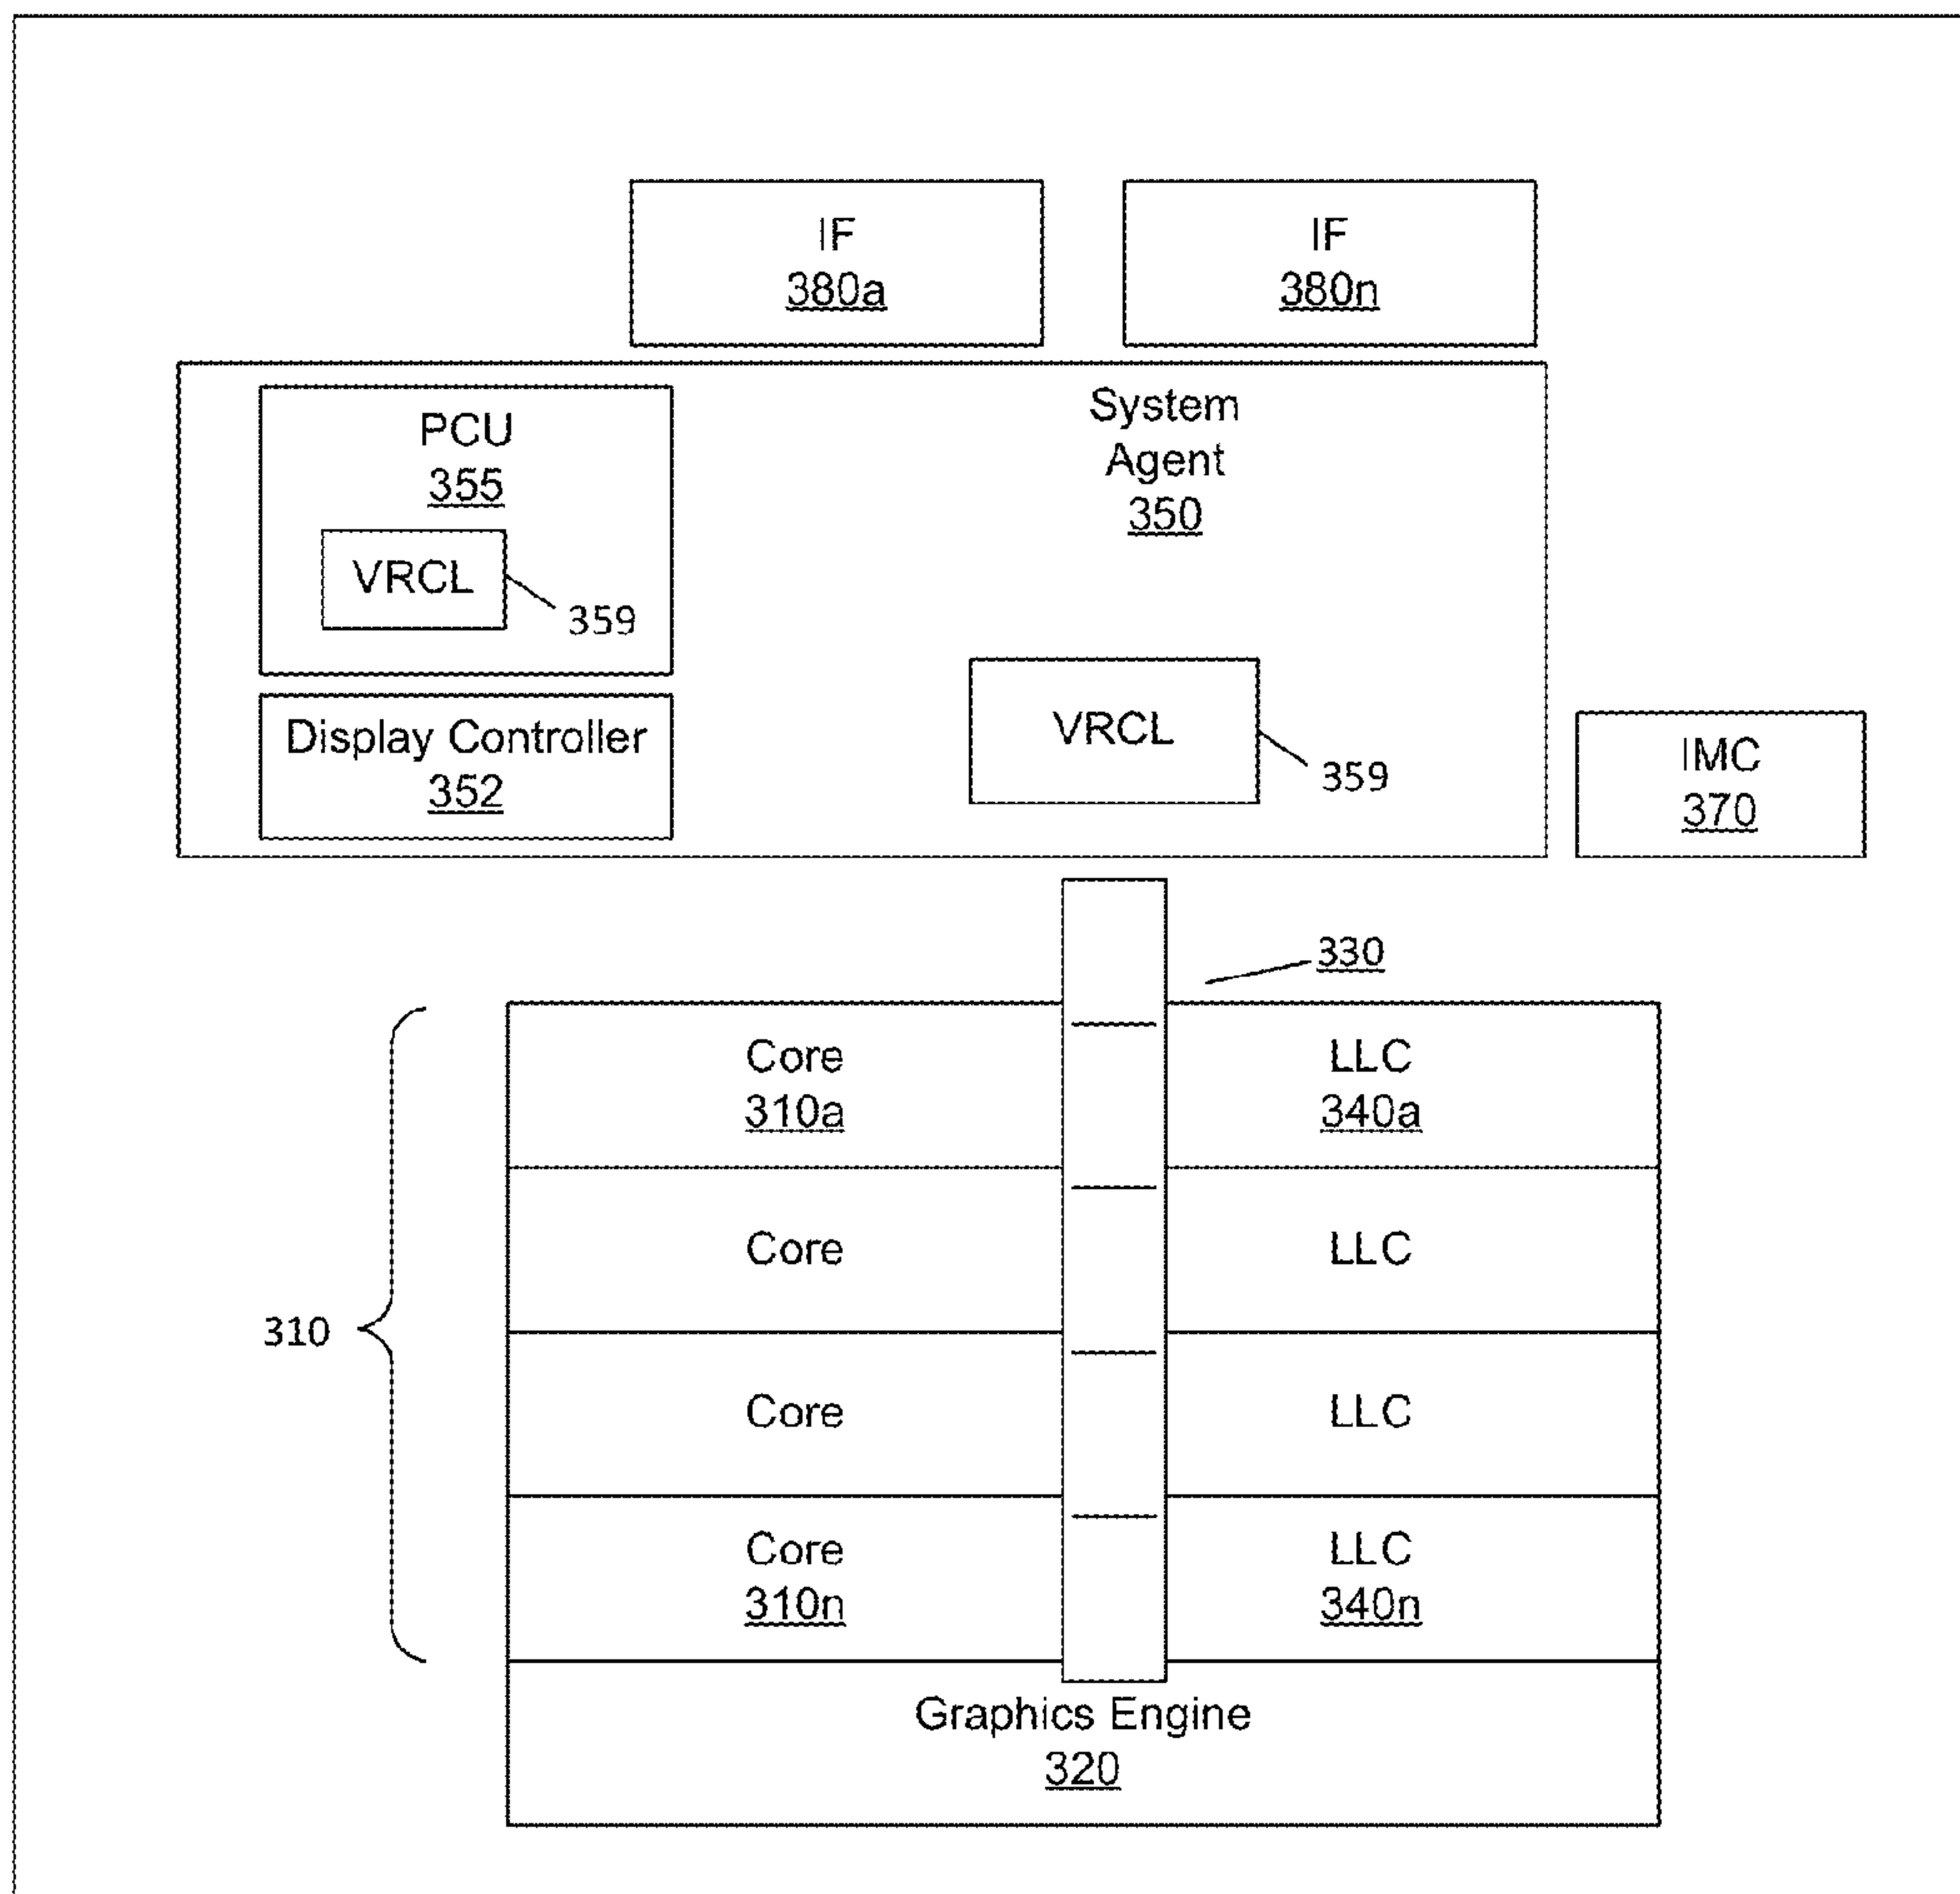 IF
380a
IF
380n
PCU
355
VRCL
359
System
Agent
350
Display Controller
352
VRCL
359
IMC
370
330
310
Core
310a
LLC
340a
Core
LLC
Core
LLC
Core
310n
LLC
340n
Graphics Engine
320